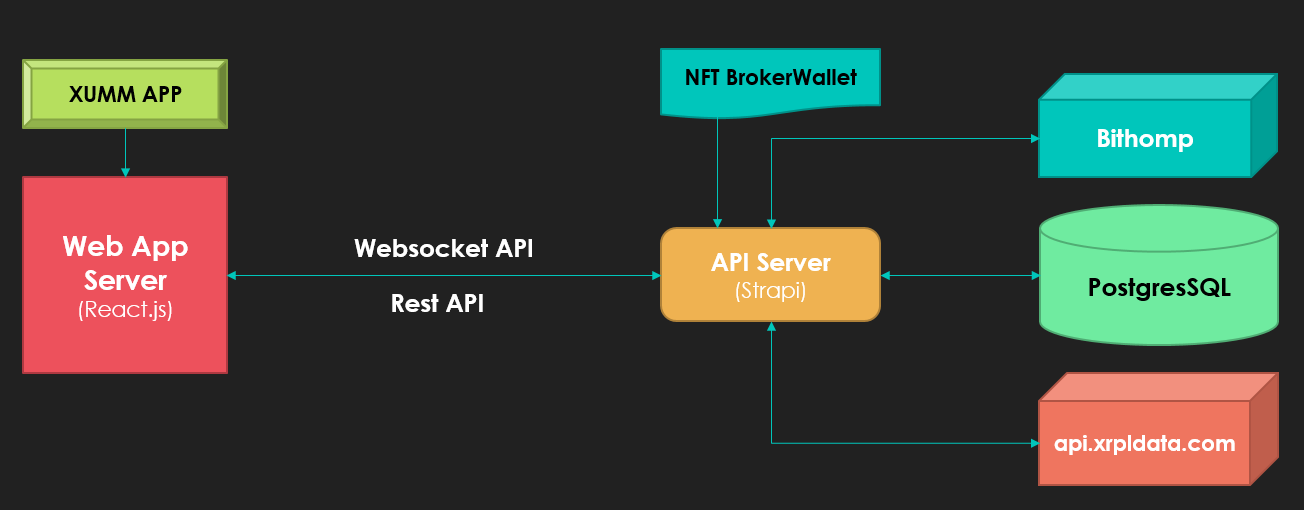 XUMM APP
NFT BrokerWallet
Bithomp
Web App
Server
(React.js)
Websocket API
Rest API
API Server
(Strapi)
PostgresSQL
api.xrpldata.com